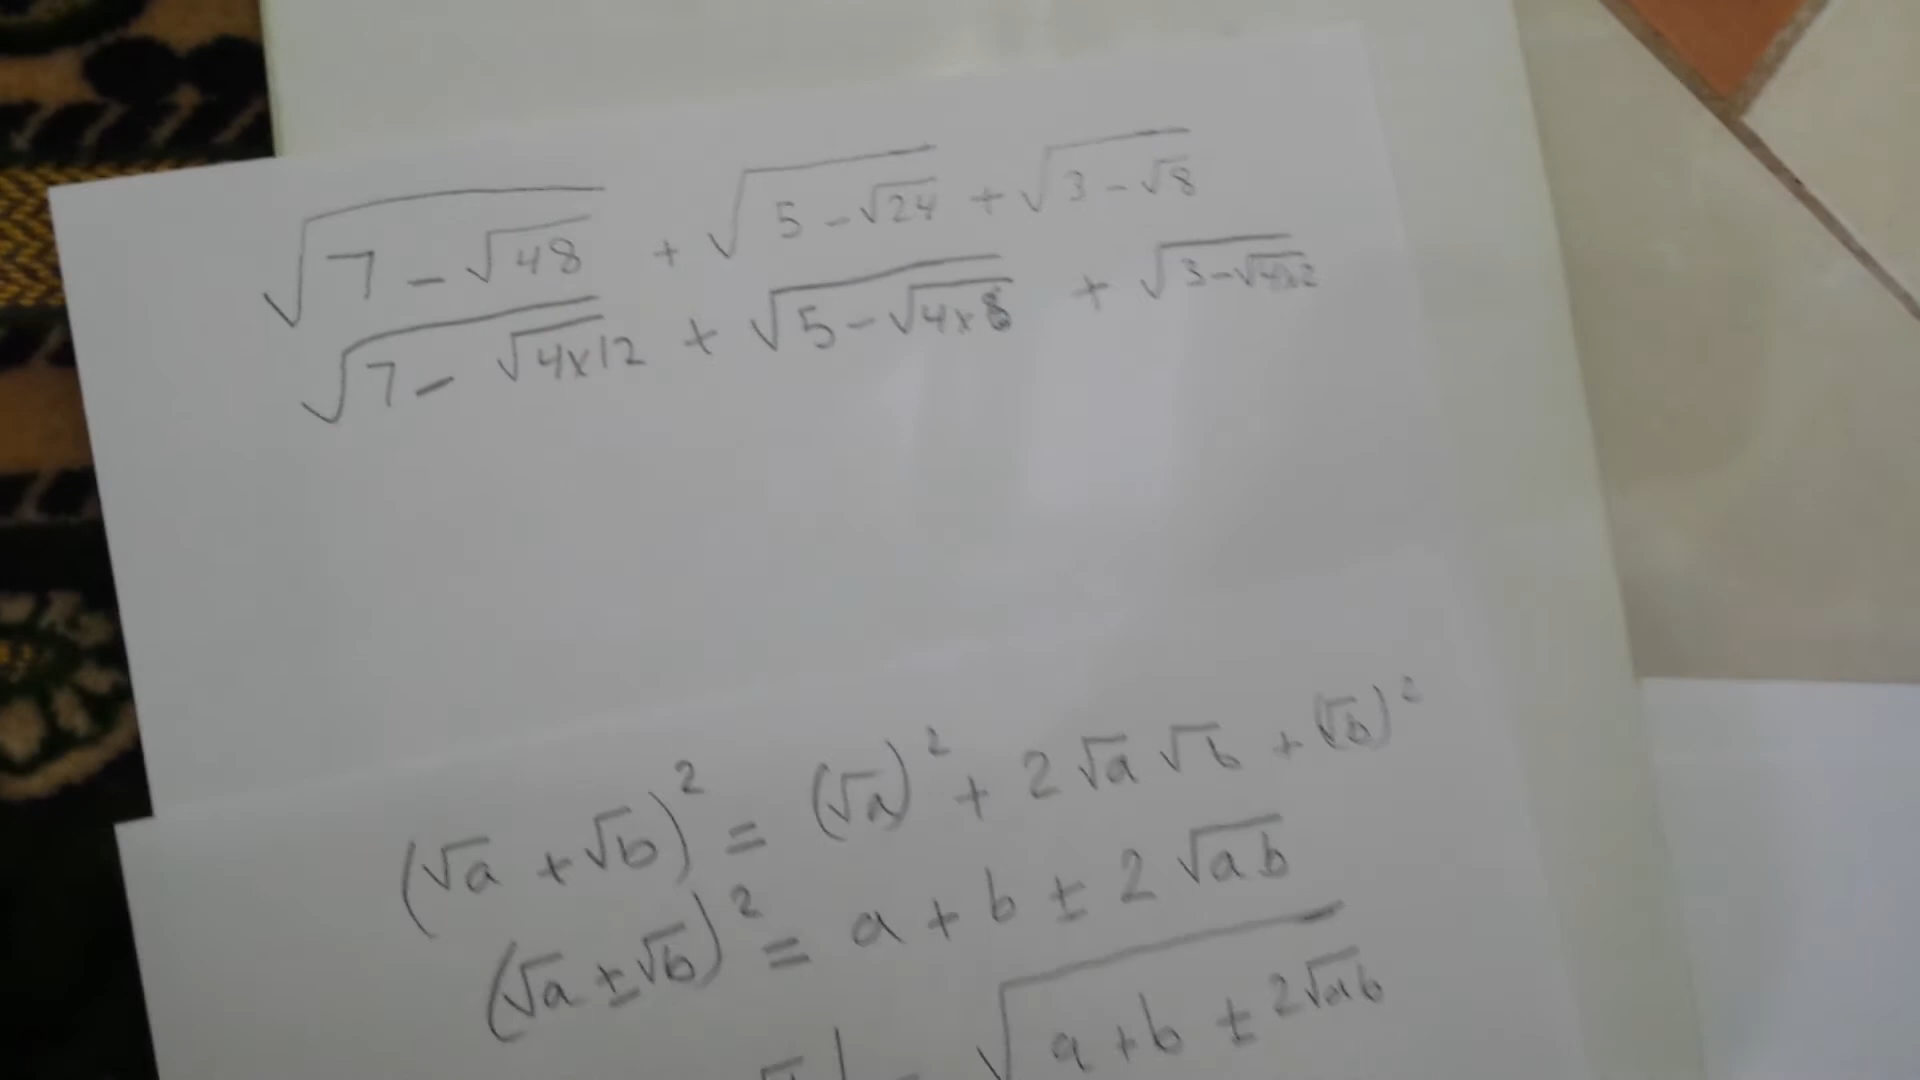 √(7 - √48) + √(5 - √24) + √(3 - √8)
√(7 - √(4x12)) + √(5 - √(4x6)) + √(3 - √(4x2))
(√a + √b)² = (√a)² + 2√a √b + (√b)²
(√a ± √b)² = a + b ± 2√ab
√(a + b ± 2√ab)